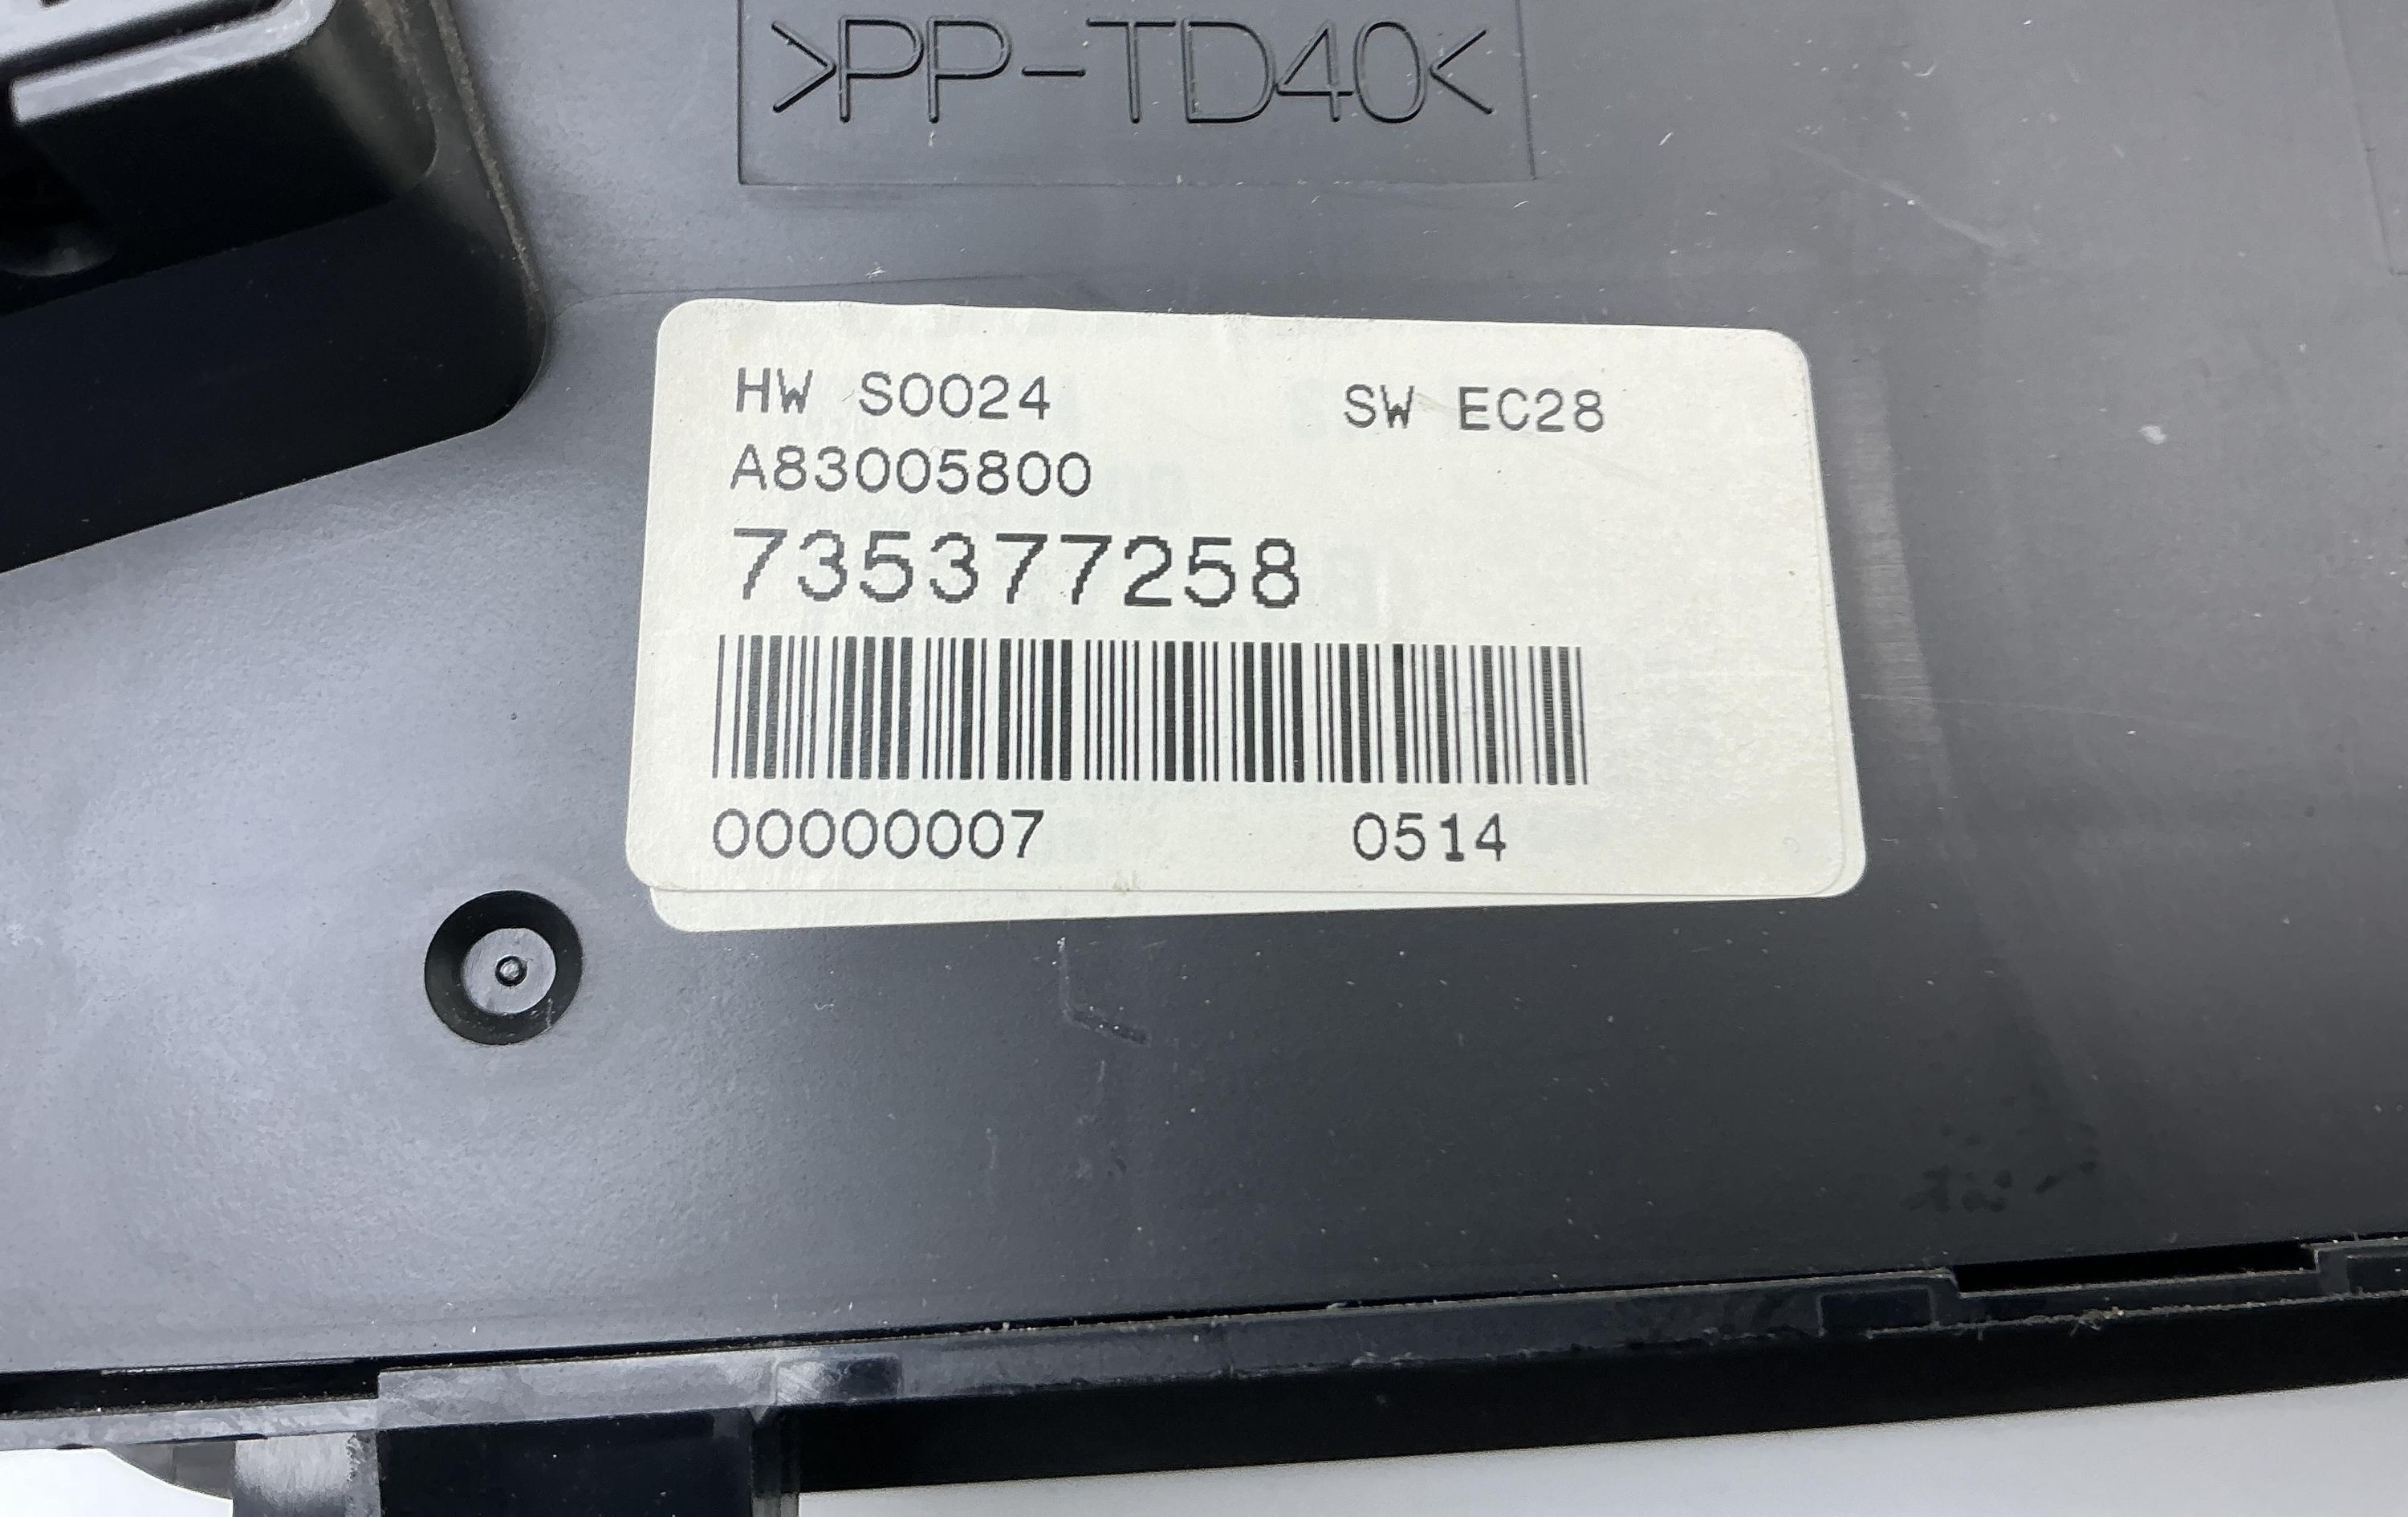 >PP-TD40<
HW S0024 SW EC28
A83005800
735377258
00000007 0514